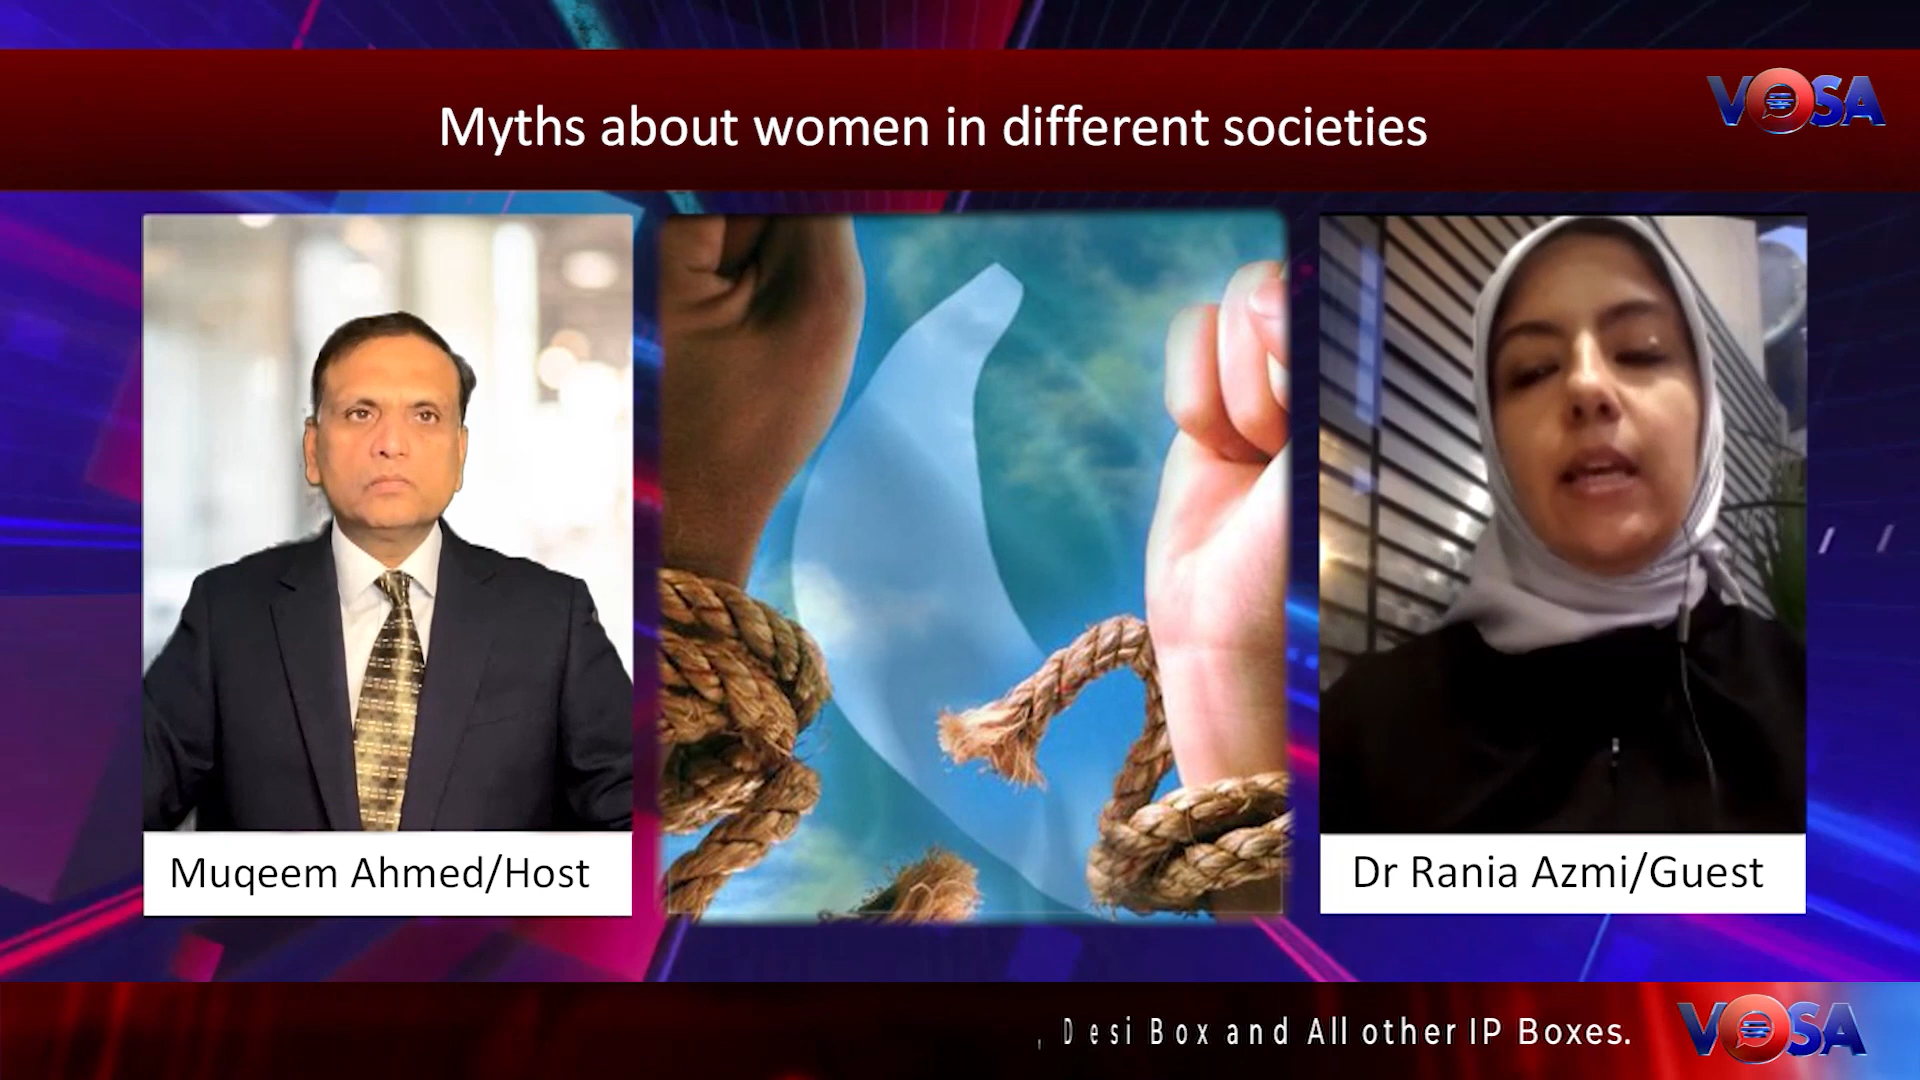 Myths about women in different societies
VOSA
Muqeem Ahmed/Host
Dr Rania Azmi/Guest
, Desi Box and All other IP Boxes.
VOSA